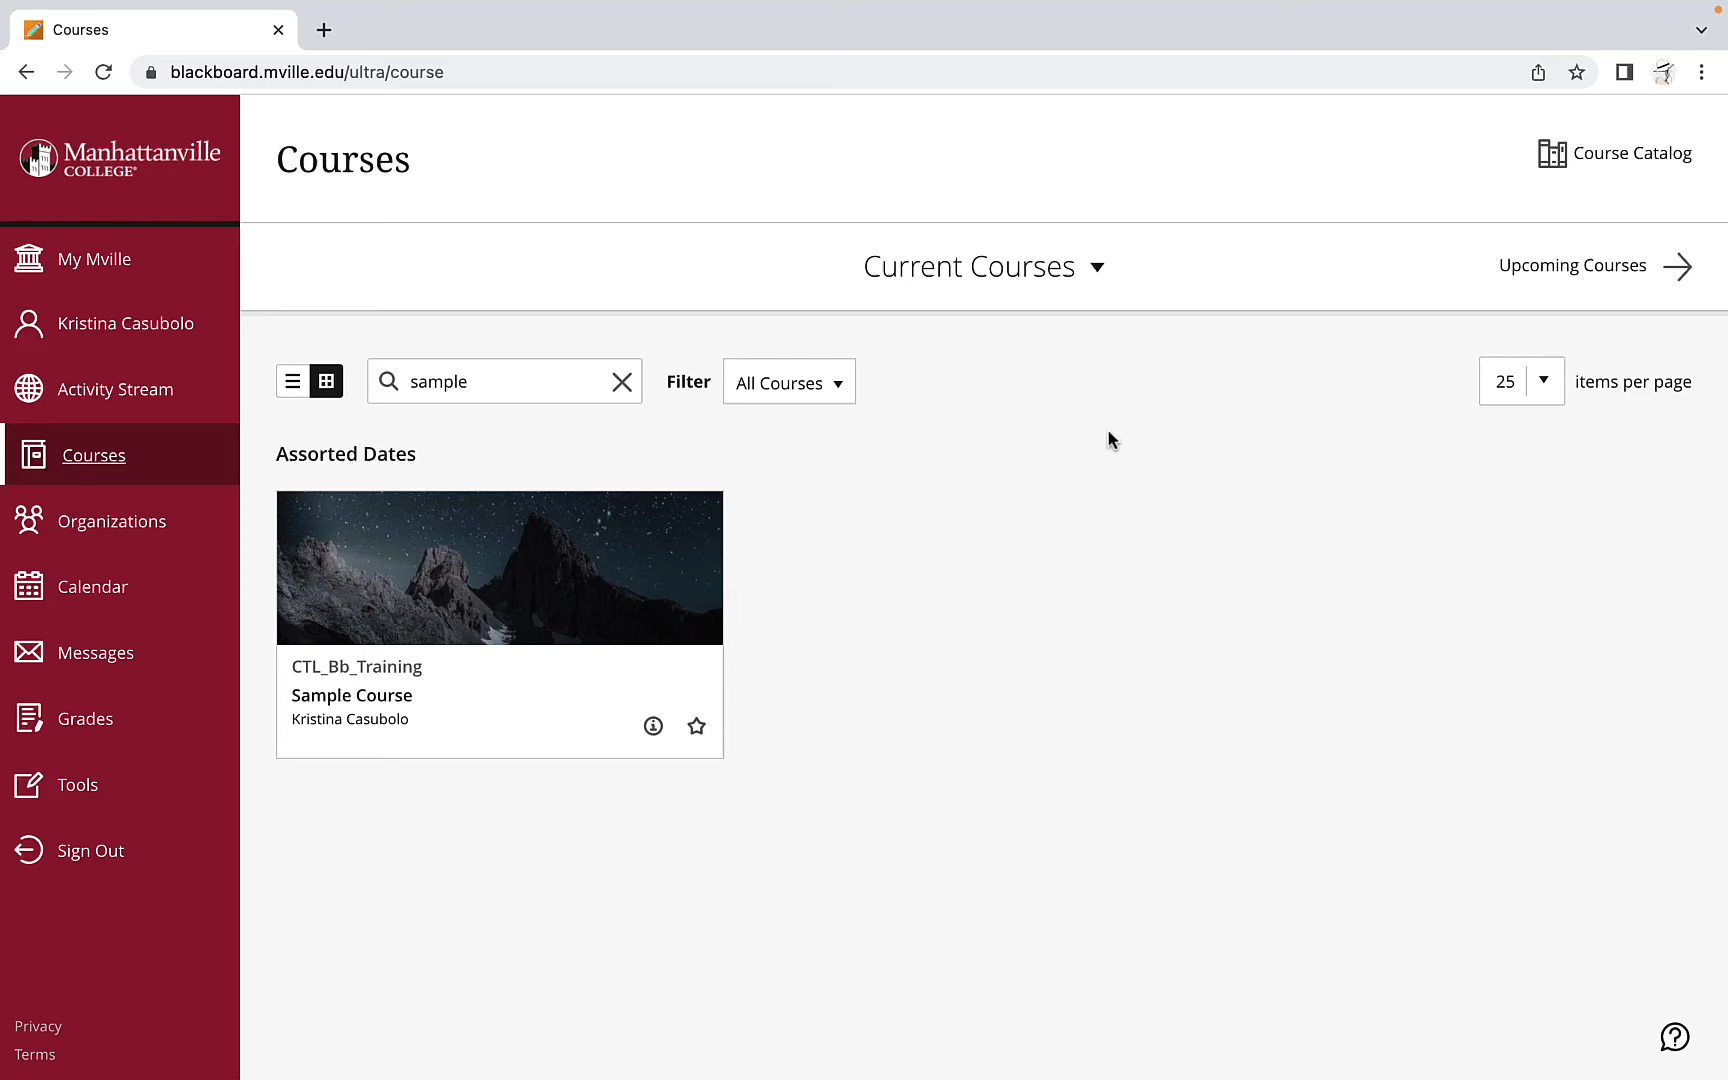 Courses
blackboard.mville.edu/ultra/course
Manhattanville
COLLEGE®
Courses
Course Catalog
My Mville
Current Courses
Upcoming Courses
Kristina Casubolo
sample
Filter
All Courses
25
items per page
Activity Stream
Courses
Assorted Dates
Organizations
Calendar
Messages
CTL_Bb_Training
Sample Course
Kristina Casubolo
Grades
Tools
Sign Out
Privacy
Terms